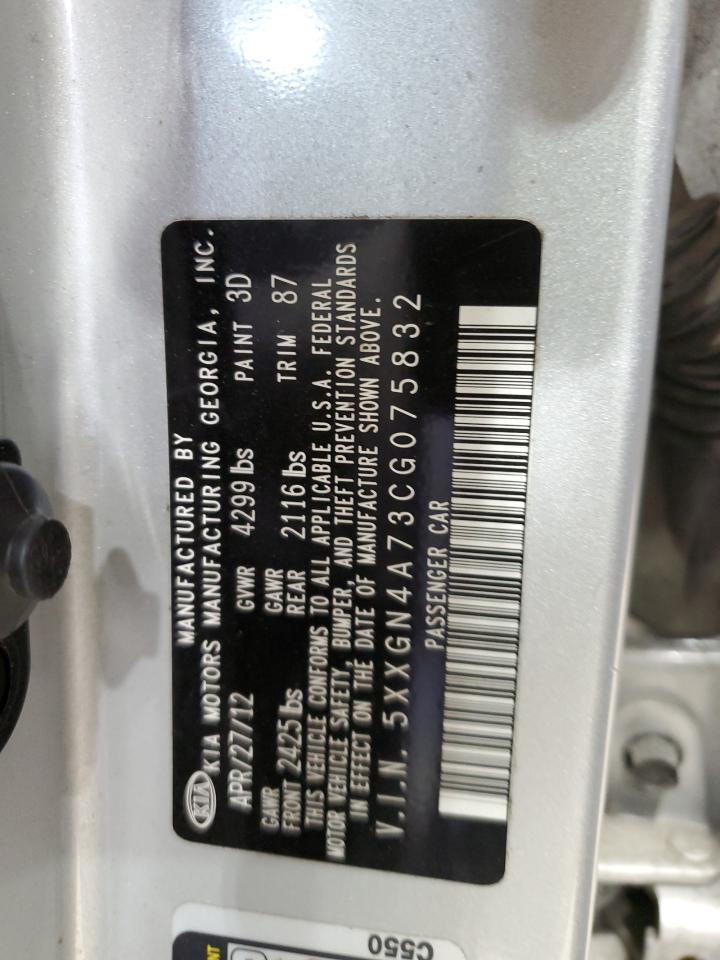 MANUFACTURED BY
KIA KIA MOTORS MANUFACTURING GEORGIA, INC.
APR/27/12 GVWR 4299 lbs PAINT 3D
GAWR FRONT 2425 lbs GAWR REAR 2116 lbs TRIM 87
THIS VEHICLE CONFORMS TO ALL APPLICABLE U.S.A. FEDERAL
MOTOR VEHICLE SAFETY, BUMPER, AND THEFT PREVENTION STANDARDS
IN EFFECT ON THE DATE OF MANUFACTURE SHOWN ABOVE.
V.I.N. 5XXGN4A73CG075832
PASSENGER CAR
C550